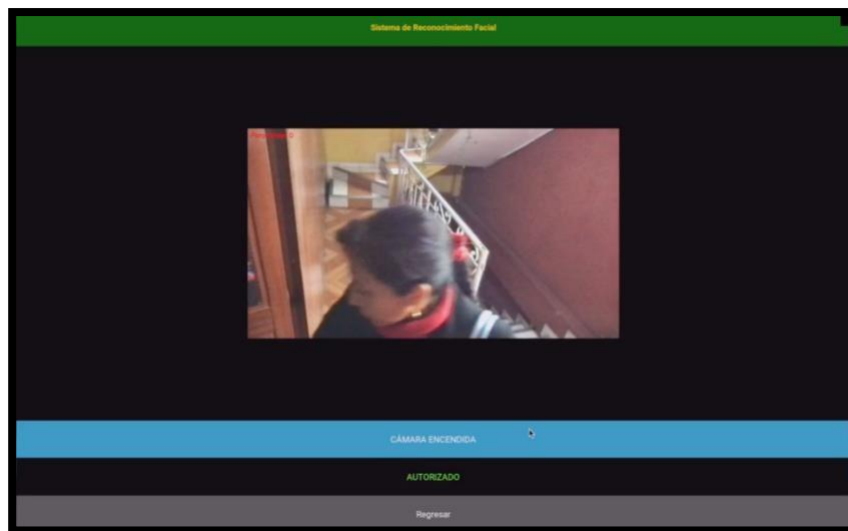 Sistema de Reconocimiento Facial
CÁMARA ENCENDIDA
AUTORIZADO
Regresar